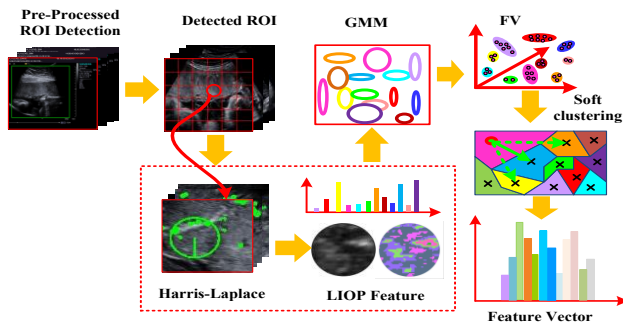 Pre-Processed
ROI Detection
Detected ROI
GMM
FV
Soft
clustering
Harris-Laplace
LIOP Feature
Feature Vector